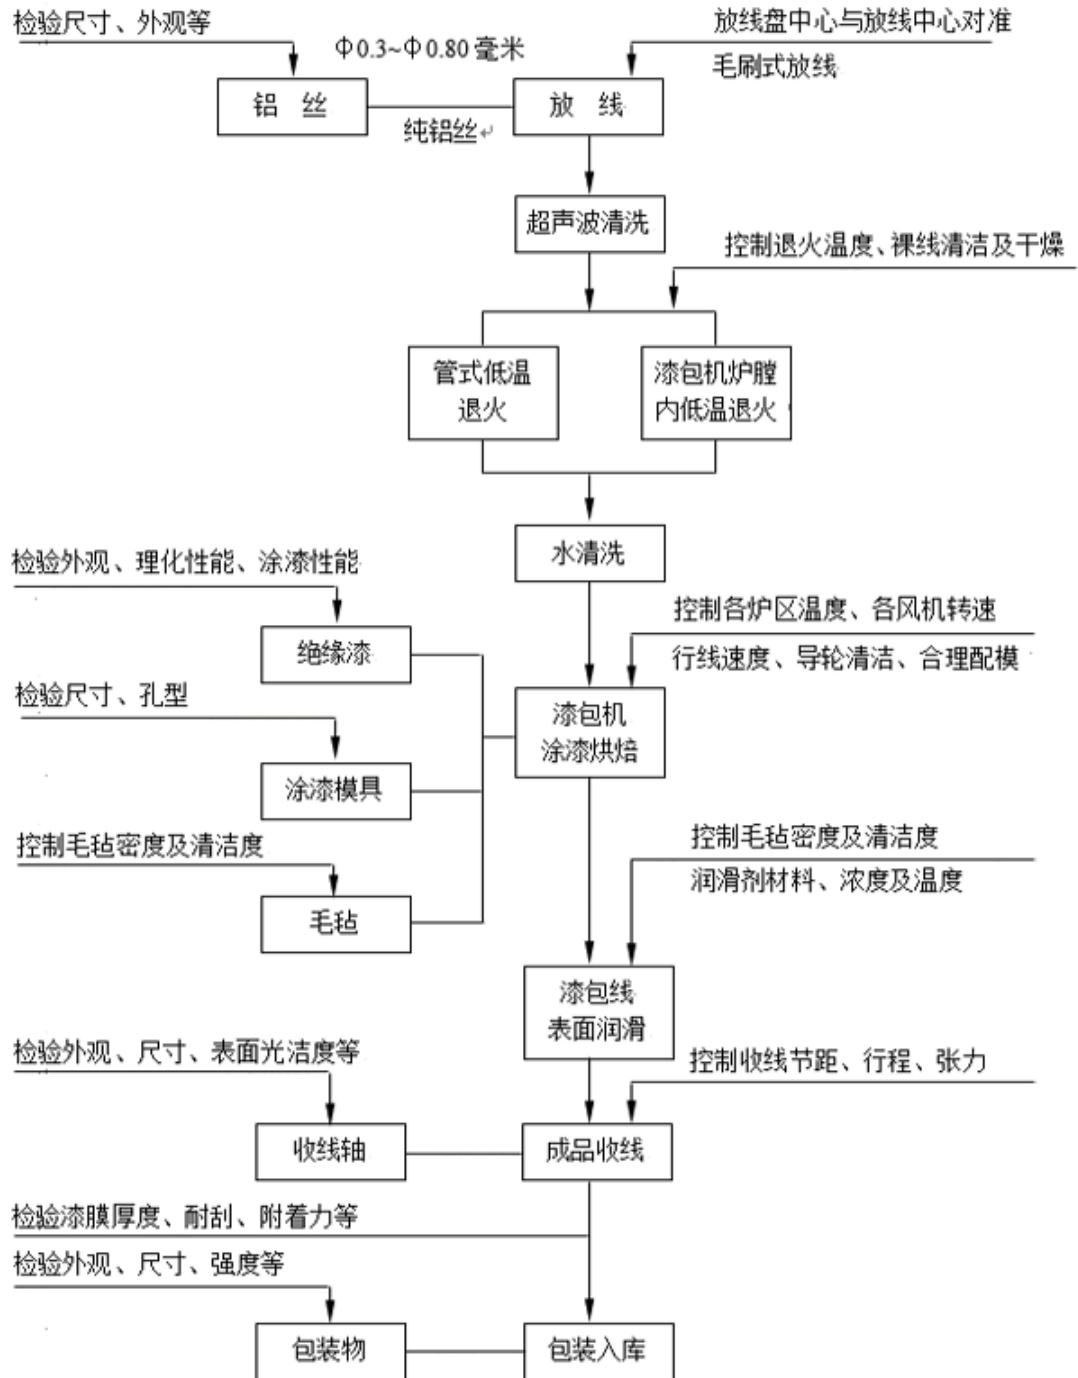 检验尺寸、外观等
Φ0.3~Φ0.80毫米
放线盘中心与放线中心对准
毛刷式放线
铝 丝
纯铝丝
放 线
超声波清洗
控制退火温度、裸线清洁及干燥
管式低温
退火
漆包机炉膛
内低温退火
水清洗
检验外观、理化性能、涂漆性能
绝缘漆
控制各炉区温度、各风机转速
行线速度、导轮清洁、合理配模
检验尺寸、孔型
漆包机
涂漆烘焙
涂漆模具
控制毛毡密度及清洁度
毛毡
控制毛毡密度及清洁度
润滑剂材料、浓度及温度
漆包线
表面润滑
检验外观、尺寸、表面光洁度等
控制收线节距、行程、张力
收线轴
成品收线
检验漆膜厚度、耐刮、附着力等
检验外观、尺寸、强度等
包装物
包装入库